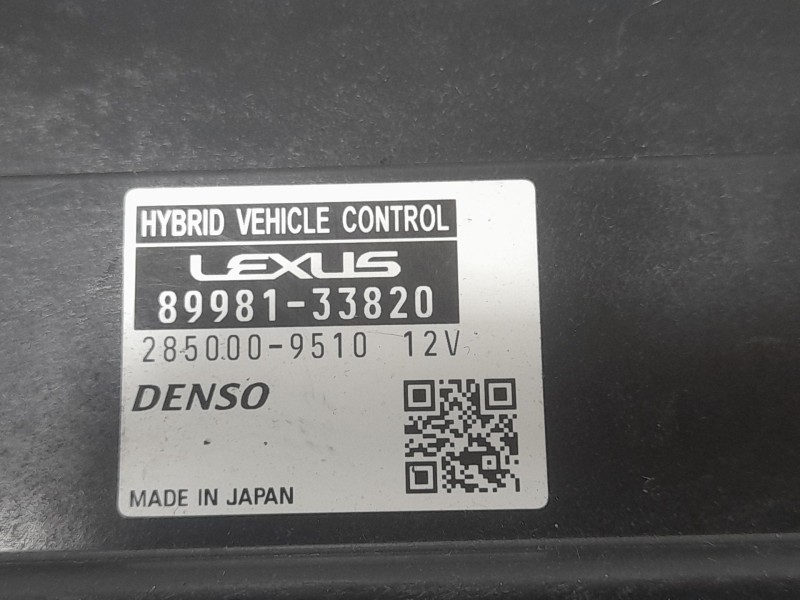 HYBRID VEHICLE CONTROL
LEXUS
89981-33820
285000-9510 12V
DENSO
MADE IN JAPAN